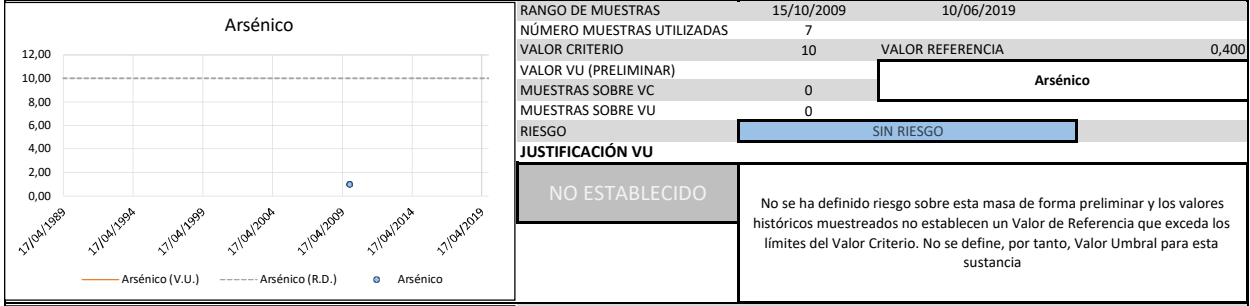 Arsénico
12,00
10,00
8,00
6,00
4,00
2,00
0,00
17/04/1989
17/04/1994
17/04/1999
17/04/2004
17/04/2009
17/04/2014
17/04/2019
Arsénico (V.U.) Arsénico (R.D.) Arsénico
RANGO DE MUESTRAS 15/10/2009 10/06/2019
NÚMERO MUESTRAS UTILIZADAS 7
VALOR CRITERIO 10 VALOR REFERENCIA 0,400
VALOR VU (PRELIMINAR)
Arsénico
MUESTRAS SOBRE VC 0
MUESTRAS SOBRE VU 0
RIESGO SIN RIESGO
JUSTIFICACIÓN VU
NO ESTABLECIDO
No se ha definido riesgo sobre esta masa de forma preliminar y los valores
históricos muestreados no establecen un Valor de Referencia que exceda los
límites del Valor Criterio. No se define, por tanto, Valor Umbral para esta
sustancia